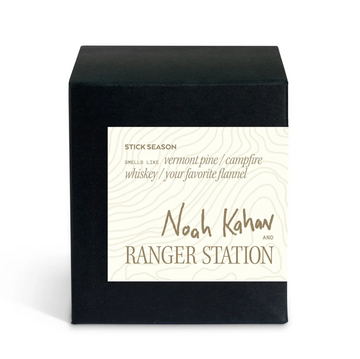 STICK SEASON
SMELLS LIKE vermont pine / campfire
whiskey / your favorite flannel
Noah Kahan
AND
RANGER STATION